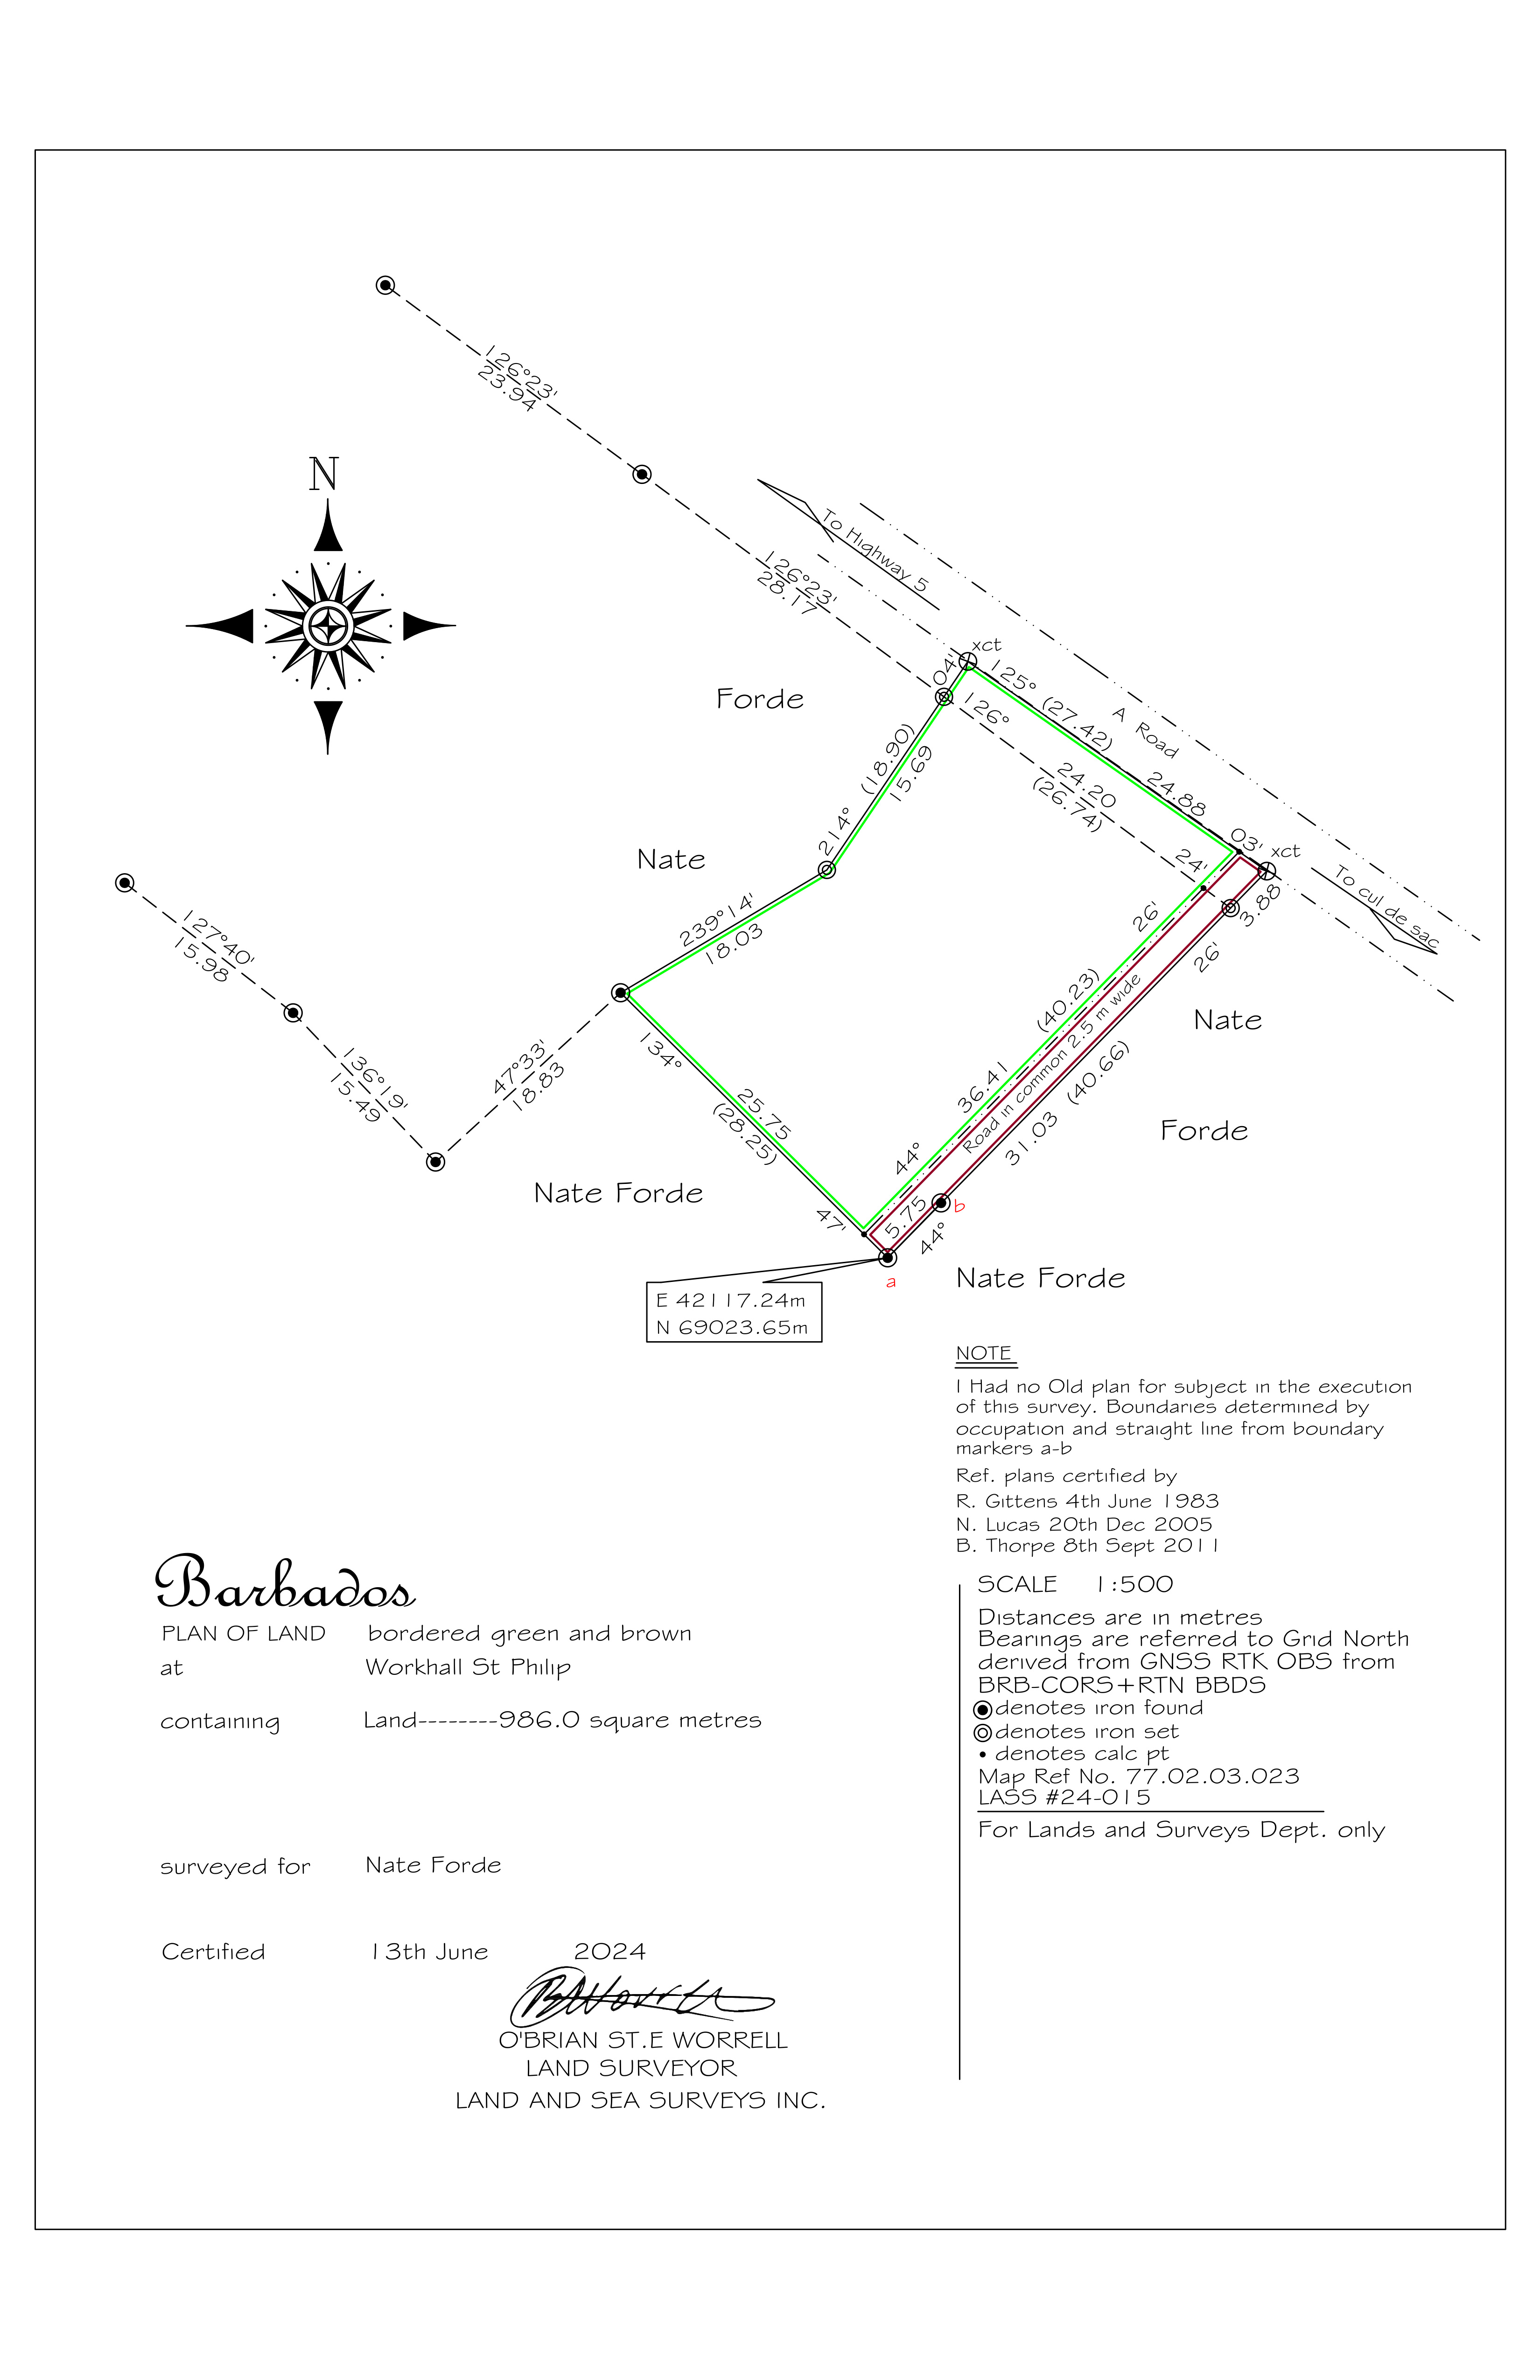 126°23'
23.94
N
To Highway 5
126°23'
28.17
xct
04'
125° (27.42)
Forde
126°
A Road
(18.90)
15.69
24.20
(26.74)
24.88
03'
xct
214°
Nate
24'
To cul de sac
3.88
239°14'
18.03
26'
127°40'
15.98
26'
(40.23)
Road in common 2.5 m wide
Nate
136°19'
15.49
47°33'
18.83
134°
36.41
(40.66)
25.75
(28.25)
31.03
Forde
44°
Nate Forde
5.75
b
47'
44°
a
Nate Forde
E 42117.24m
N 69023.65m
NOTE
I Had no Old plan for subject in the execution
of this survey. Boundaries determined by
occupation and straight line from boundary
markers a-b
Ref. plans certified by
R. Gittens 4th June 1983
N. Lucas 20th Dec 2005
B. Thorpe 8th Sept 2011
Barbados
PLAN OF LAND bordered green and brown
at Workhall St Philip
containing Land--------986.0 square metres
surveyed for Nate Forde
Certified 13th June 2024
O'BRIAN ST.E WORRELL
LAND SURVEYOR
LAND AND SEA SURVEYS INC.
SCALE 1:500
Distances are in metres
Bearings are referred to Grid North
derived from GNSS RTK OBS from
BRB-CORS+RTN BBDS
denotes iron found
denotes iron set
denotes calc pt
Map Ref No. 77.02.03.023
LASS #24-015
For Lands and Surveys Dept. only